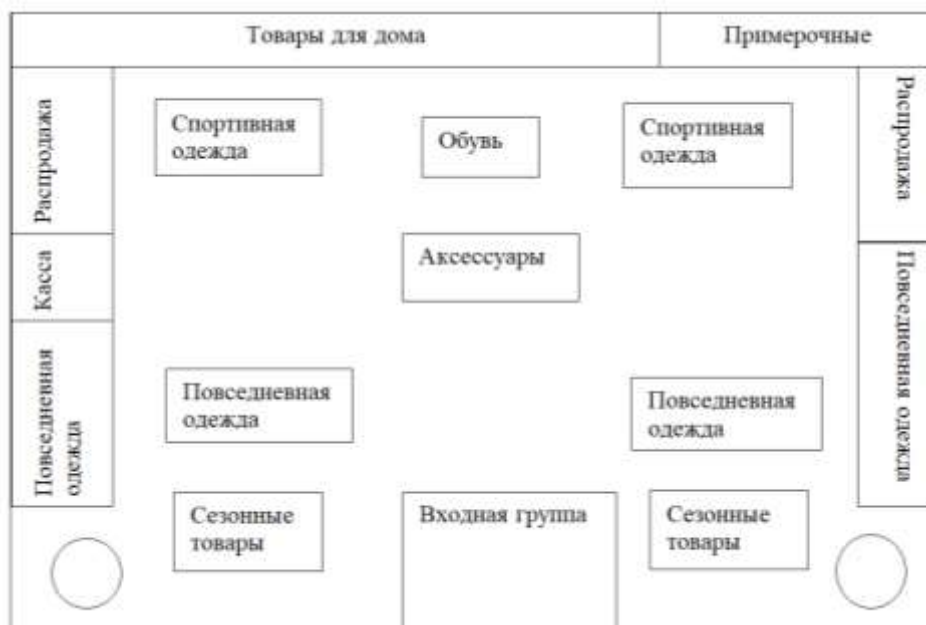 Товары для дома
Примерочные
Распродажа
Спортивная
одежда
Обувь
Спортивная
одежда
Распродажа
Касса
Аксессуары
Повседневная
одежда
Повседневная
одежда
Повседневная
одежда
Повседневная одежда
Сезонные
товары
Входная группа
Сезонные
товары